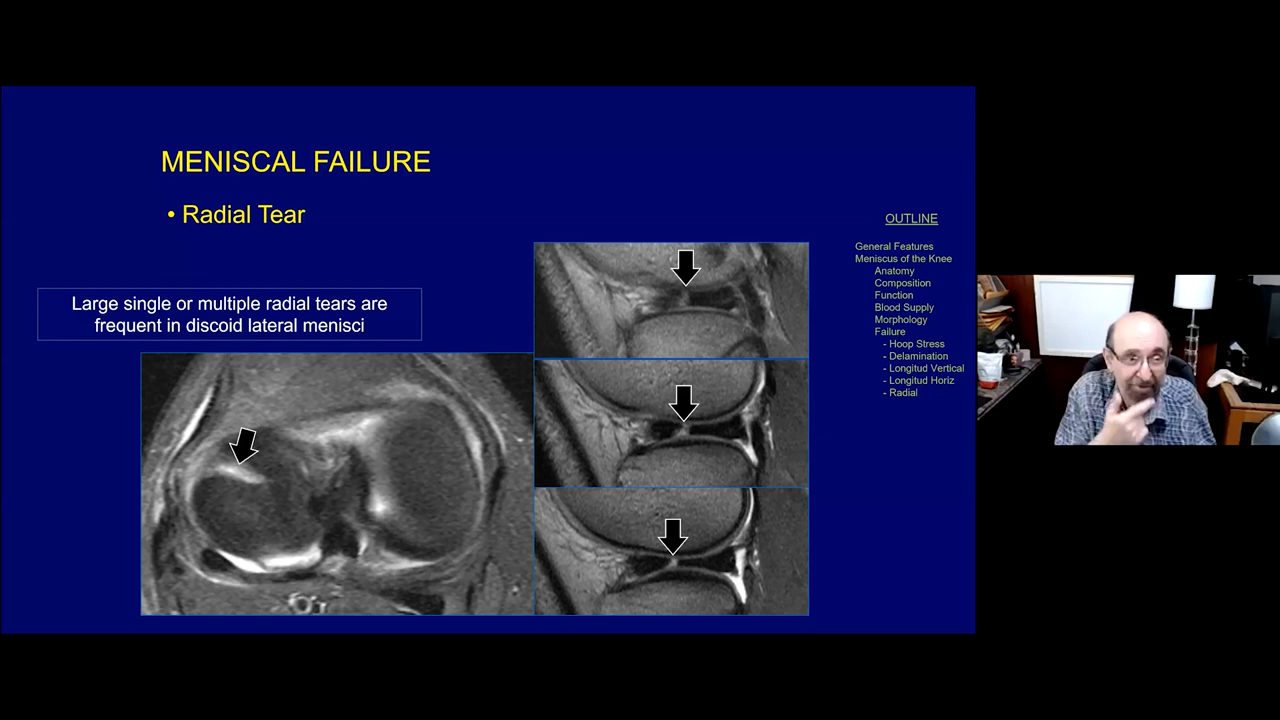 MENISCAL FAILURE
• Radial Tear
Large single or multiple radial tears are
frequent in discoid lateral menisci
OUTLINE
General Features
Meniscus of the Knee
Anatomy
Composition
Function
Blood Supply
Morphology
Failure
- Hoop Stress
- Delamination
- Longitud Vertical
- Longitud Horiz
- Radial